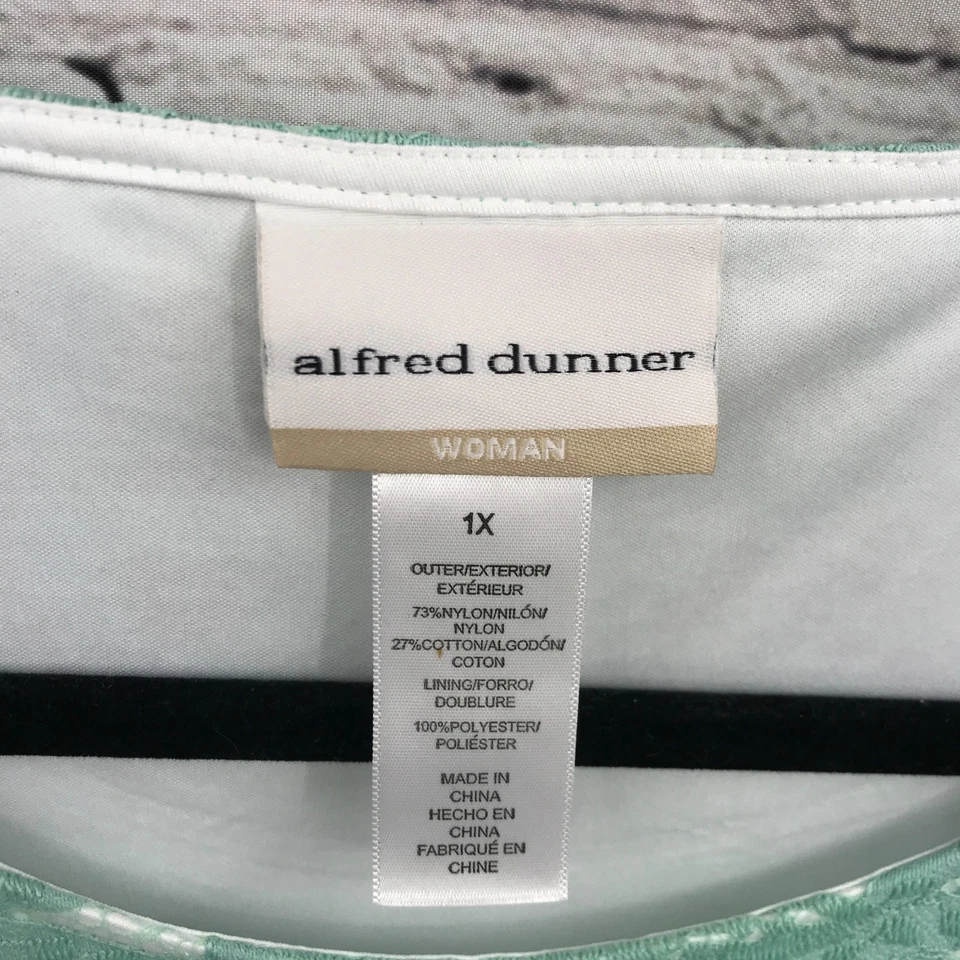 alfred dunner
WOMAN
1X
OUTER/EXTERIOR/
EXTÉRIEUR
73%NYLON/NILÓN/
NYLON
27%COTTON/ALGODÓN/
COTON
LINING/FORRO/
DOUBLURE
100%POLYESTER/
POLIÉSTER
MADE IN
CHINA
HECHO EN
CHINA
FABRIQUÉ EN
CHINE